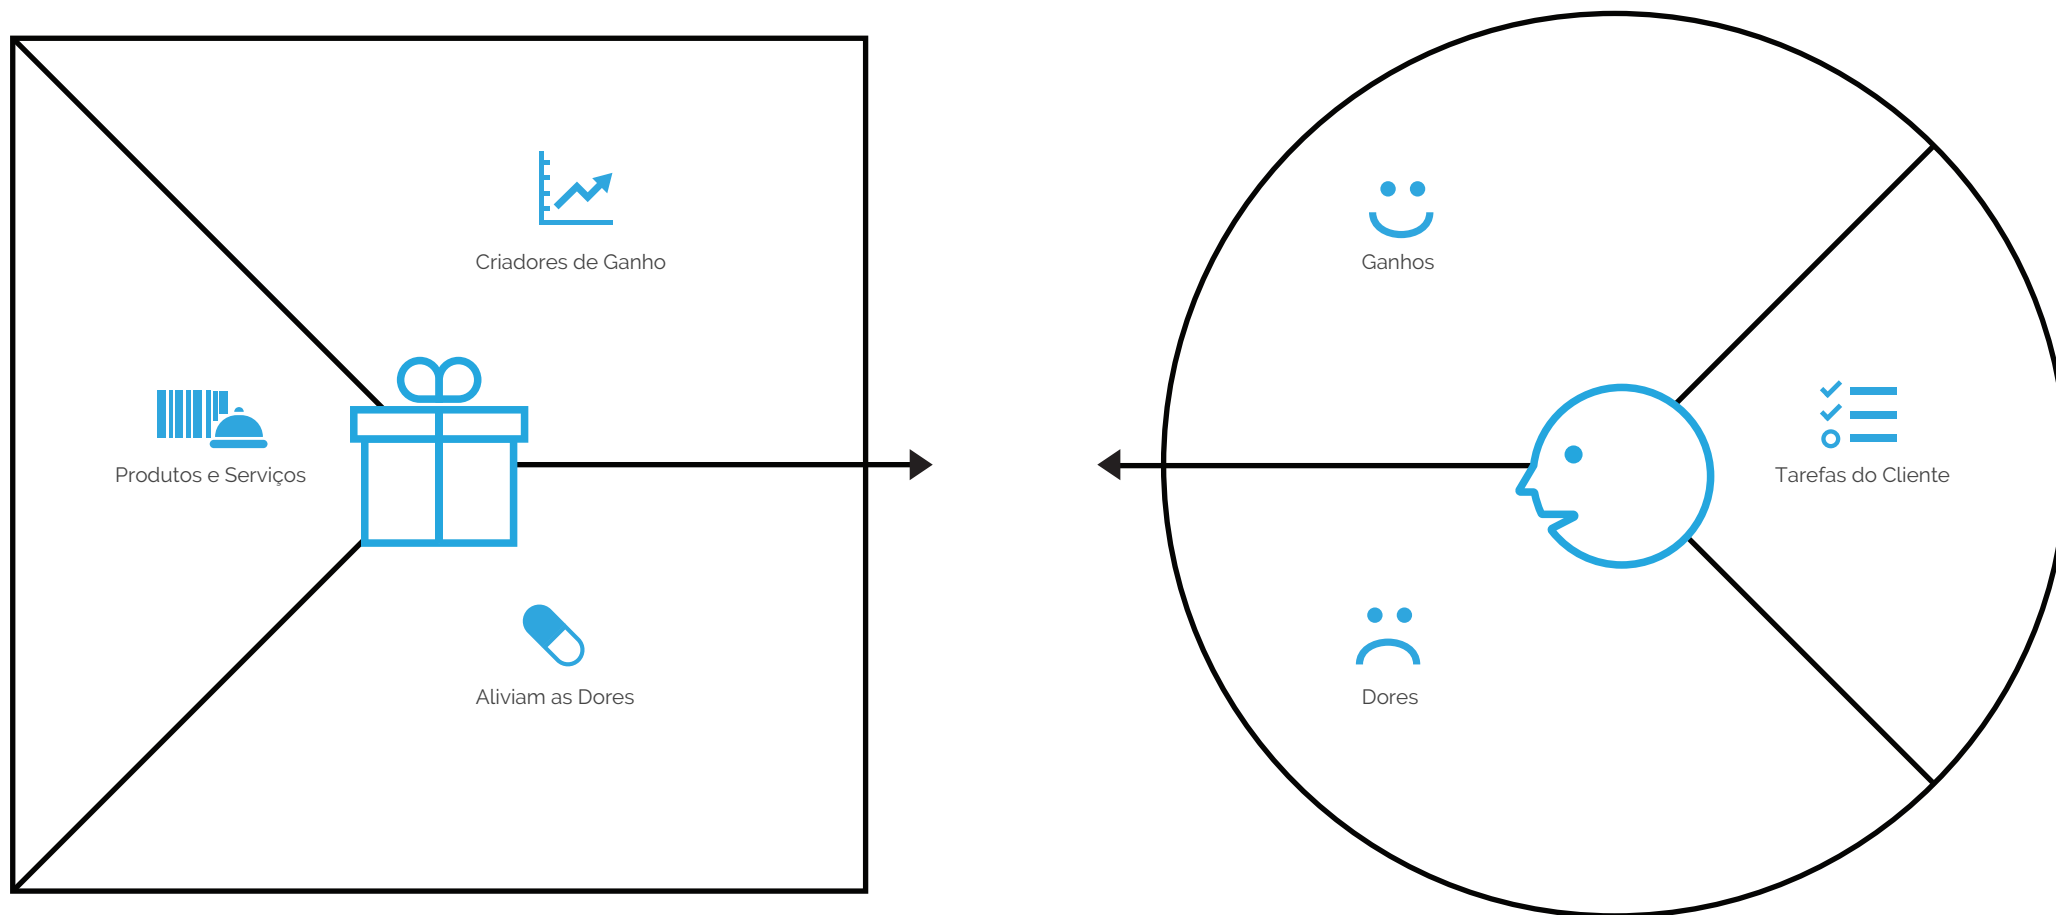 Criadores de Ganho
Produtos e Serviços
Aliviam as Dores
Ganhos
Tarefas do Cliente
Dores